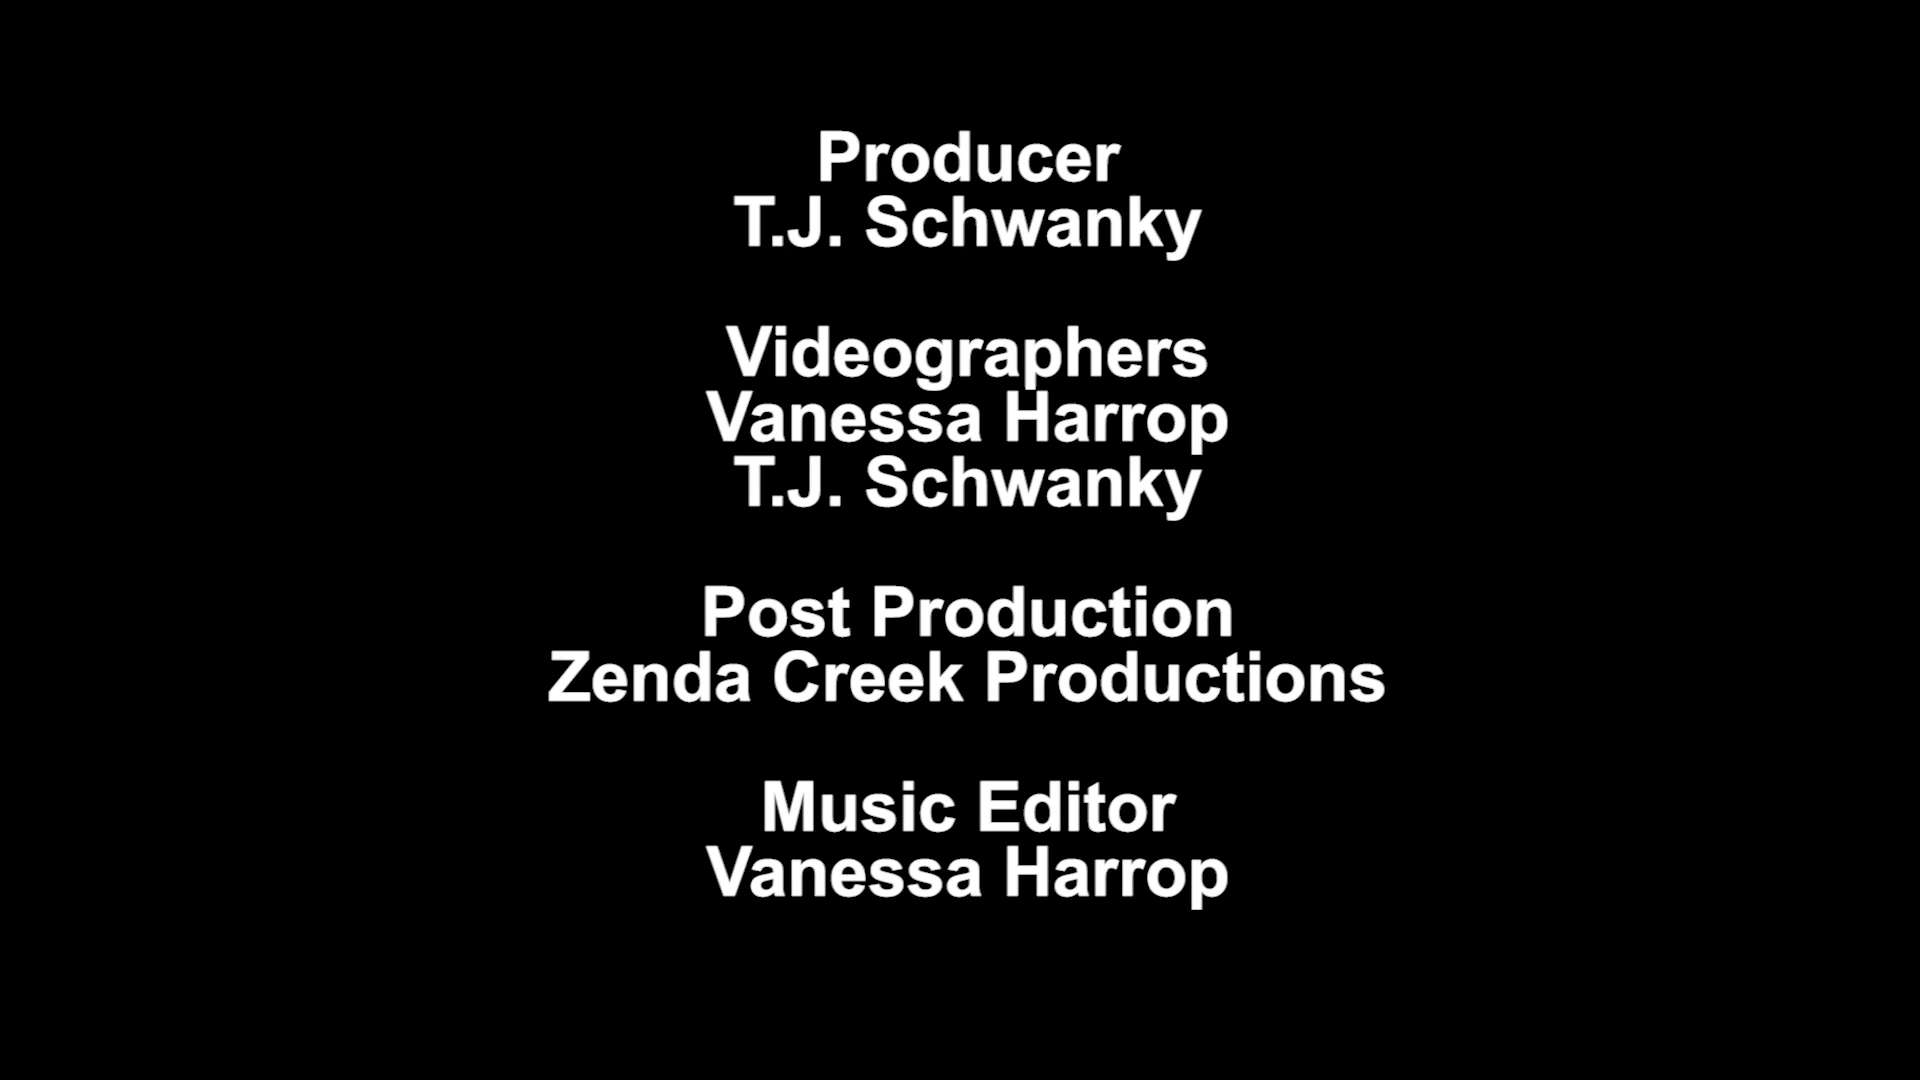 Producer
T.J. Schwanky
Videographers
Vanessa Harrop
T.J. Schwanky
Post Production
Zenda Creek Productions
Music Editor
Vanessa Harrop